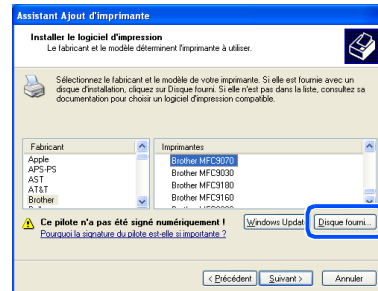 Assistant Ajout d'imprimante
Installer le logiciel d'impression
Le fabricant et le modèle déterminent l'imprimante à utiliser.
Sélectionnez le fabricant et le modèle de votre imprimante. Si elle est fournie avec un
disque d'installation, cliquez sur Disque fourni. Si elle n'est pas dans la liste, consultez sa
documentation pour choisir un logiciel d'impression compatible.
Fabricant
Apple
APS-PS
AST
AT&T
Brother
Imprimantes
Brother MFC9070
Brother MFC9030
Brother MFC9180
Brother MFC9160
Ce pilote n'a pas été signé numériquement !
Pourquoi la signature du pilote est-elle si importante ?
Windows Updat
Disque fourni...
< Précédent
Suivant >
Annuler